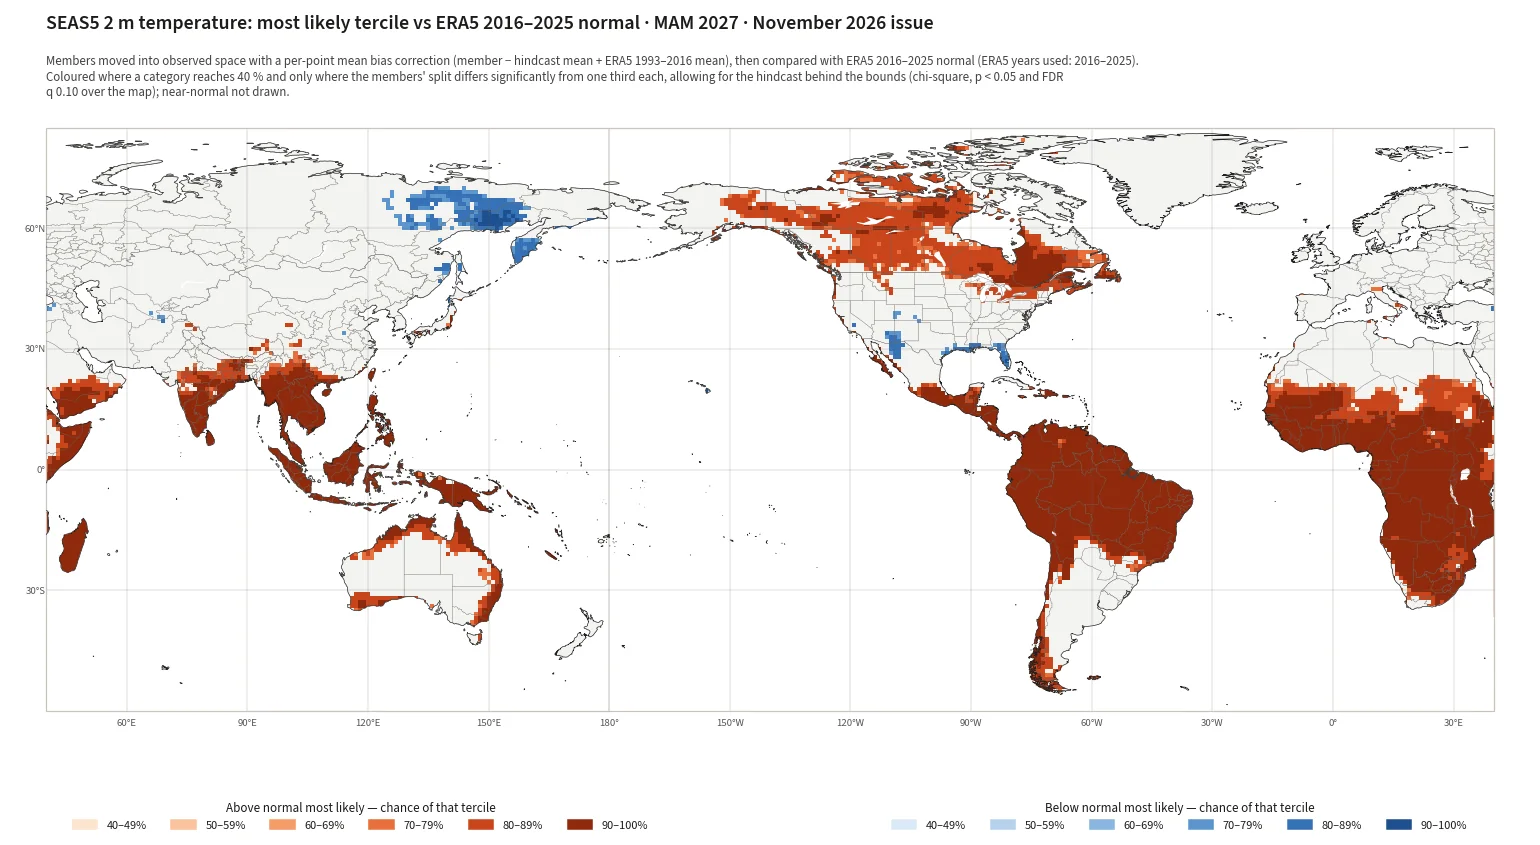 SEAS5 2 m temperature: most likely tercile vs ERA5 2016–2025 normal · MAM 2027 · November 2026 issue
Members moved into observed space with a per-point mean bias correction (member − hindcast mean + ERA5 1993–2016 mean), then compared with ERA5 2016–2025 normal (ERA5 years used: 2016–2025).
Coloured where a category reaches 40 % and only where the members' split differs significantly from one third each, allowing for the hindcast behind the bounds (chi-square, p < 0.05 and FDR
q 0.10 over the map); near-normal not drawn.
60°N
30°N
0°
30°S
60°E 90°E 120°E 150°E 180° 150°W 120°W 90°W 60°W 30°W 0° 30°E
Above normal most likely — chance of that tercile
40–49% 50–59% 60–69% 70–79% 80–89% 90–100%
Below normal most likely — chance of that tercile
40–49% 50–59% 60–69% 70–79% 80–89% 90–100%